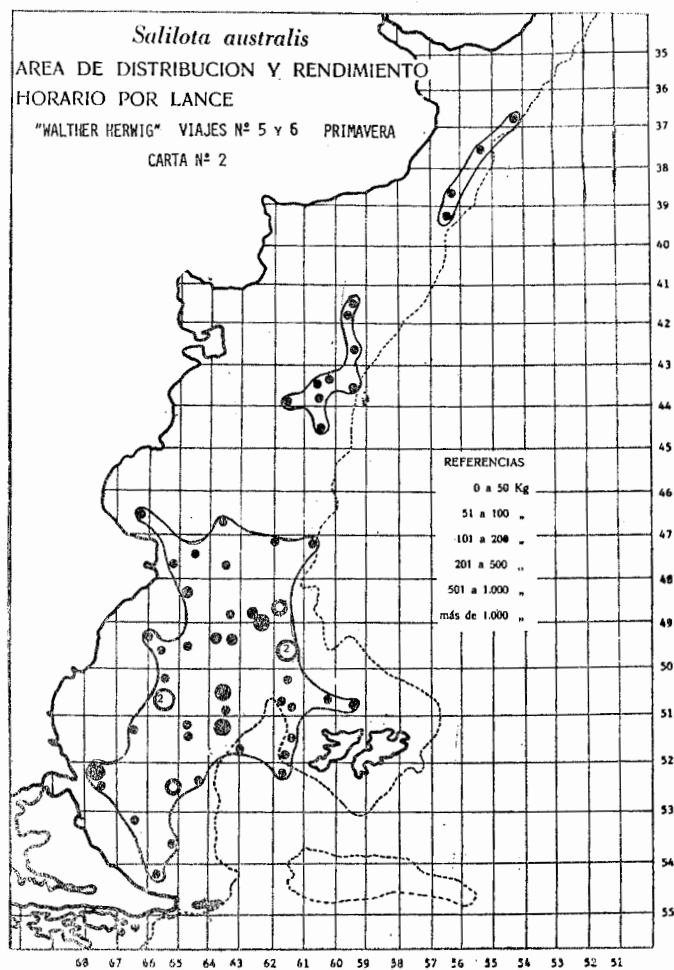 Salilota australis
AREA DE DISTRIBUCION Y RENDIMIENTO
HORARIO POR LANCE
"WALTHER HERWIG" VIAJES Nº 5 y 6 PRIMAVERA
CARTA Nº 2
35
36
37
38
39
40
41
42
43
44
45
46
47
48
49
50
51
52
53
54
55
REFERENCIAS
0 a 50 Kg
51 a 100 „
101 a 200 „
201 a 500 „
501 a 1.000 „
más de 1.000 „
2
2
68 67 66 65 64 63 62 61 60 59 58 57 56 55 54 53 52 51